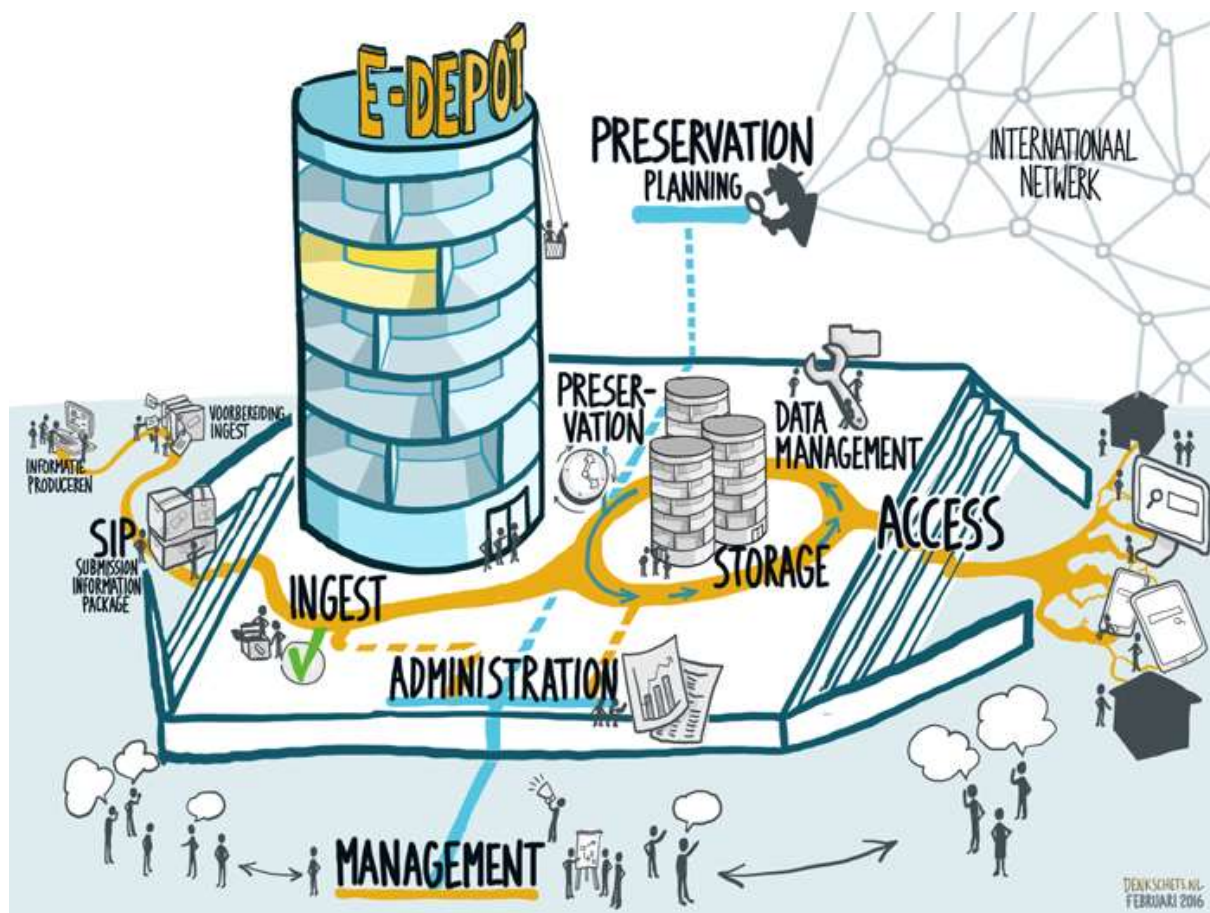 E-DEPOT
PRESERVATION
PLANNING
INTERNATIONAAL
NETWERK
INFORMATIE
PRODUCEREN
VOORBEREIDING
INGEST
SIP
SUBMISSION
INFORMATION
PACKAGE
INGEST
PRESER-
VATION
DATA
MANAGEMENT
STORAGE
ACCESS
ADMINISTRATION
MANAGEMENT
DENKSCHETS.NL
FEBRUARI 2016